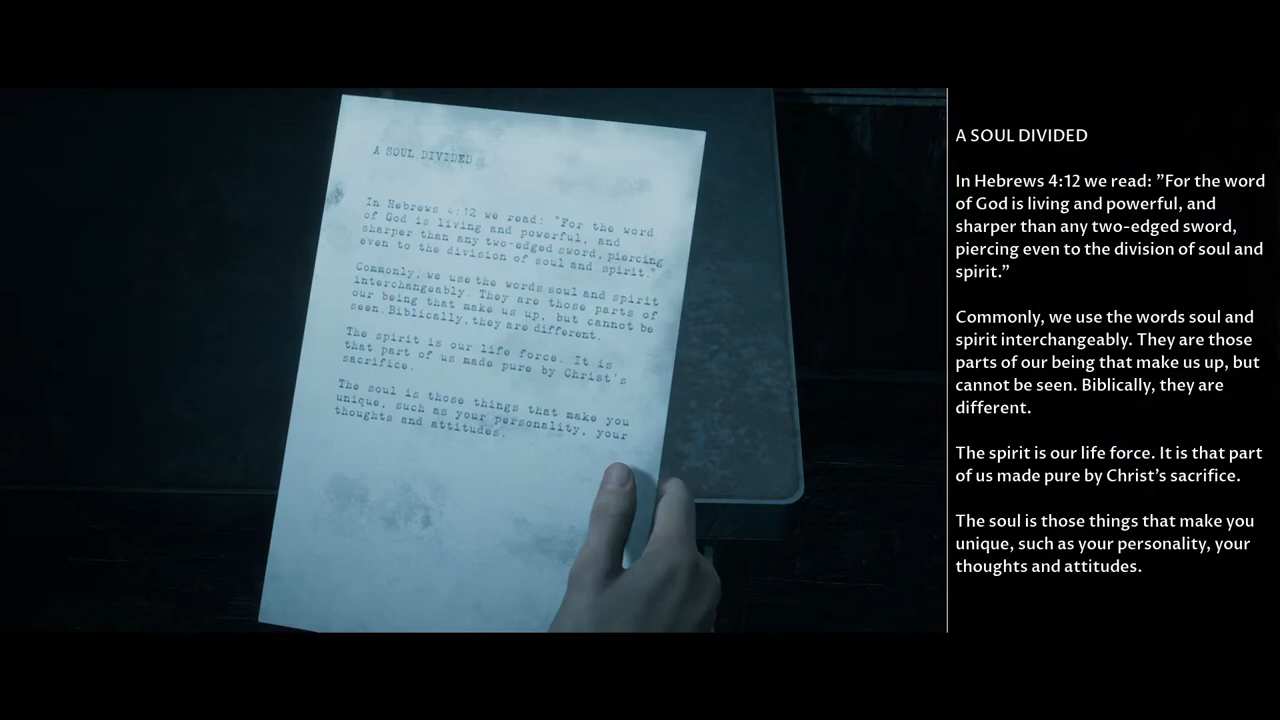 A SOUL DIVIDED
In Hebrews 4:12 we read: "For the word
of God is living and powerful, and
sharper than any two-edged sword, piercing
even to the division of soul and spirit."
Commonly, we use the words soul and spirit
interchangeably. They are those parts of
our being that make us up, but cannot be
seen. Biblically, they are different.
The spirit is our life force. It is
that part of us made pure by Christ's
sacrifice.
The soul is those things that make you
unique, such as your personality, your
thoughts and attitudes.
A SOUL DIVIDED
In Hebrews 4:12 we read: ”For the word
of God is living and powerful, and
sharper than any two-edged sword,
piercing even to the division of soul and
spirit.”
Commonly, we use the words soul and
spirit interchangeably. They are those
parts of our being that make us up, but
cannot be seen. Biblically, they are
different.
The spirit is our life force. It is that part
of us made pure by Christ’s sacrifice.
The soul is those things that make you
unique, such as your personality, your
thoughts and attitudes.